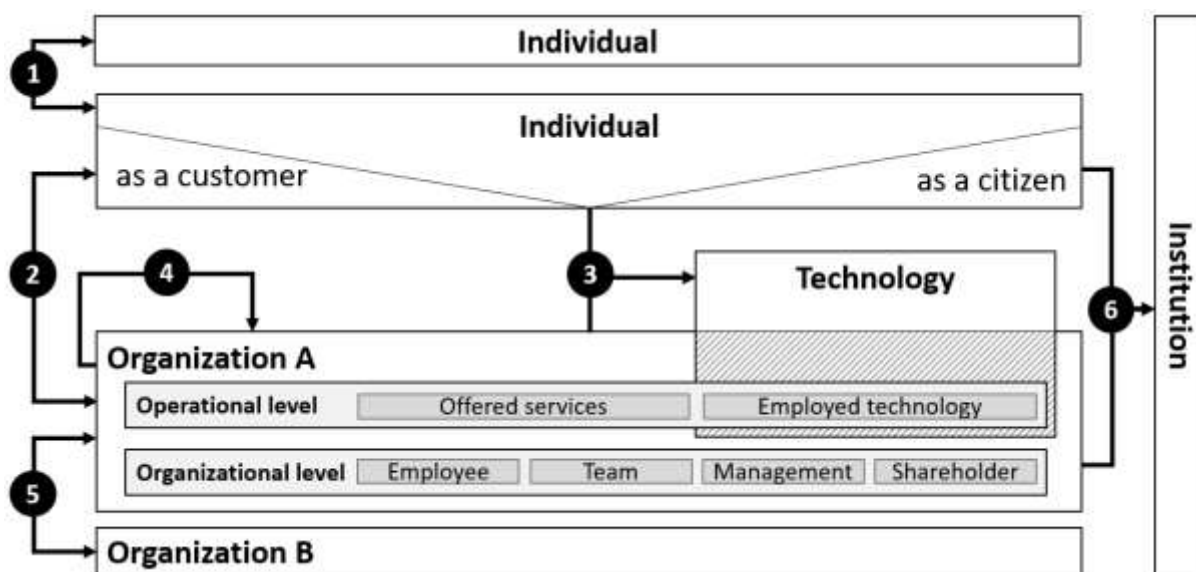 Individual
1
Individual
as a customer
as a citizen
2
4
3
Technology
6
Institution
Organization A
Operational level
Offered services
Employed technology
Organizational level
Employee
Team
Management
Shareholder
5
Organization B